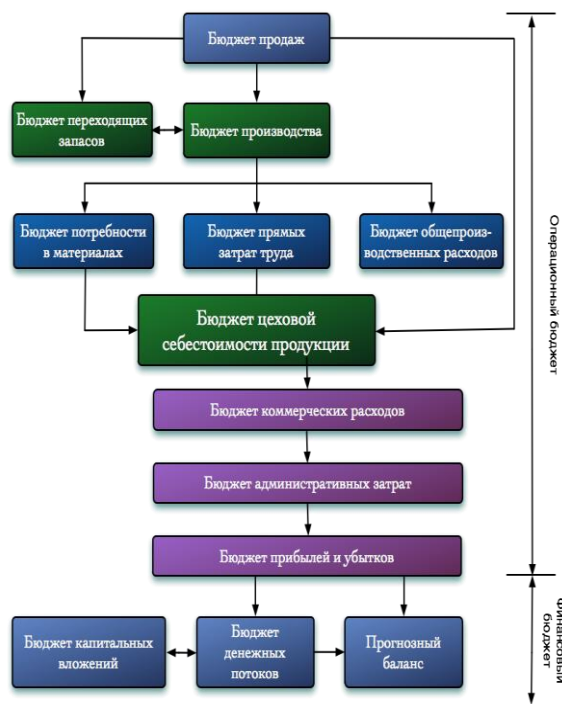 Бюджет продаж
Бюджет переходящих
запасов
Бюджет производства
Бюджет потребности
в материалах
Бюджет прямых
затрат труда
Бюджет общепроиз-
водственных расходов
Бюджет цеховой
себестоимости продукции
Бюджет коммерческих расходов
Бюджет административных затрат
Бюджет прибылей и убытков
Бюджет капитальных
вложений
Бюджет
денежных
потоков
Прогнозный
баланс
Операционный бюджет
Финансовый
бюджет